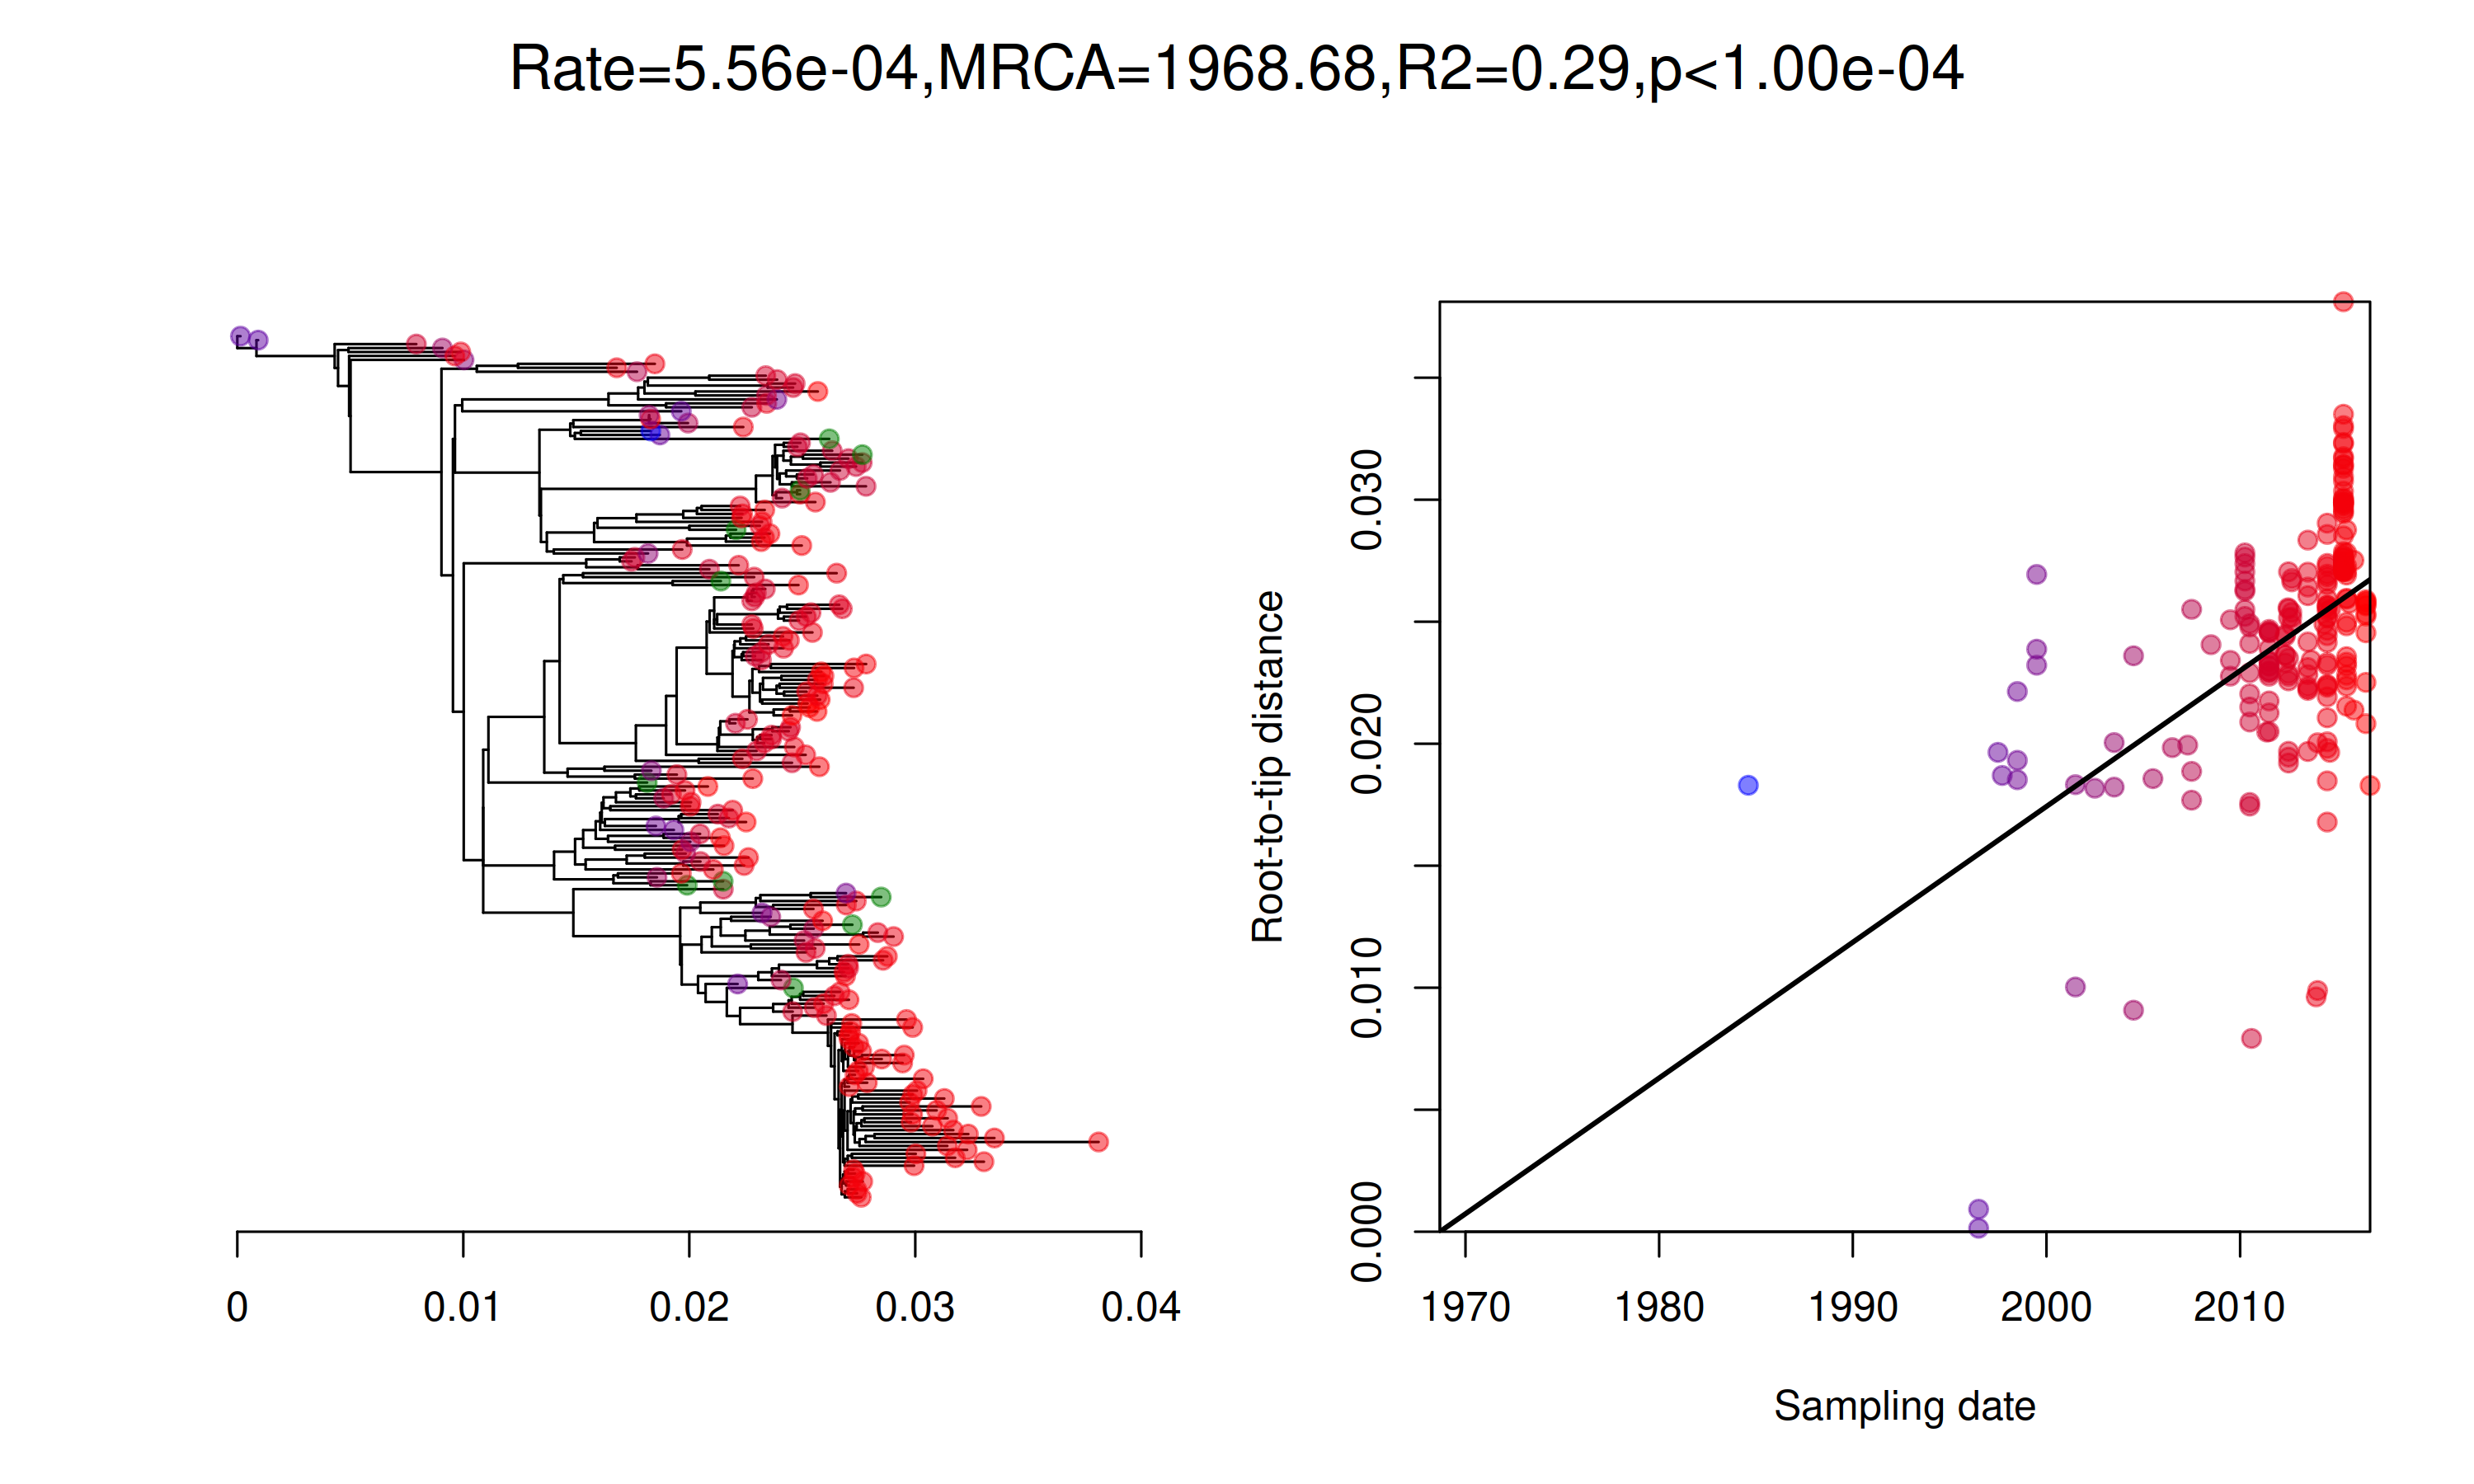 Rate=5.56e-04,MRCA=1968.68,R2=0.29,p<1.00e-04
0 0.01 0.02 0.03 0.04
Root-to-tip distance
0.000 0.010 0.020 0.030
1970 1980 1990 2000 2010
Sampling date